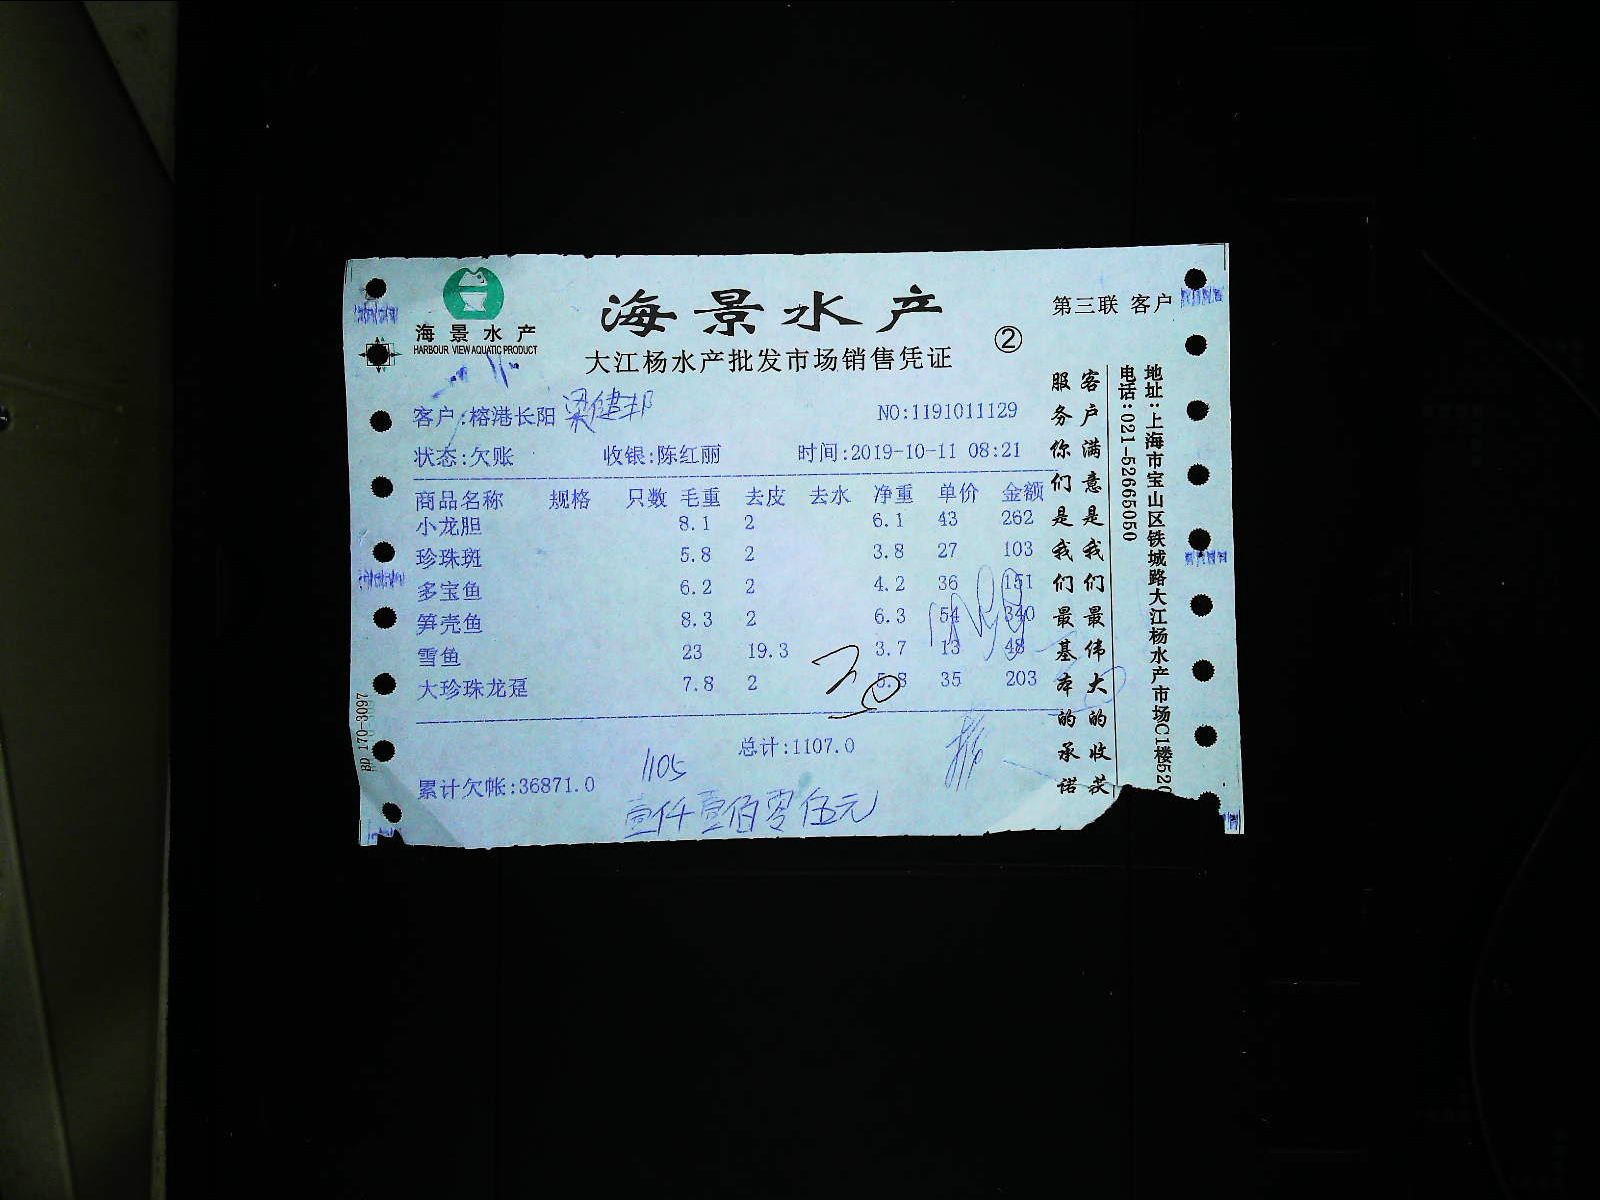 海景水产
HARBOUR VIEW AQUATIC PRODUCT
海景水产
大江杨水产批发市场销售凭证
②
第三联 客户
客户:榕港长阳 梁健邦
NO:1191011129
状态:欠账 收银:陈红丽 时间:2019-10-11 08:21
商品名称 规格 只数 毛重 去皮 去水 净重 单价 金额
小龙胆 8.1 2 6.1 43 262
珍珠斑 5.8 2 3.8 27 103
多宝鱼 6.2 2 4.2 36 151
笋壳鱼 8.3 2 6.3 54 340
雪鱼 23 19.3 3.7 13 48
大珍珠龙趸 7.8 2 5.8 35 203
总计:1107.0
累计欠帐:36871.0
1105
壹仟壹佰零伍元
客户满意是我们最伟大的收获
服务你们是我们最基本的承诺
地址:上海市宝山区铁城路大江杨水产市场C1楼520
电话:021-52665050
BD 170-3097